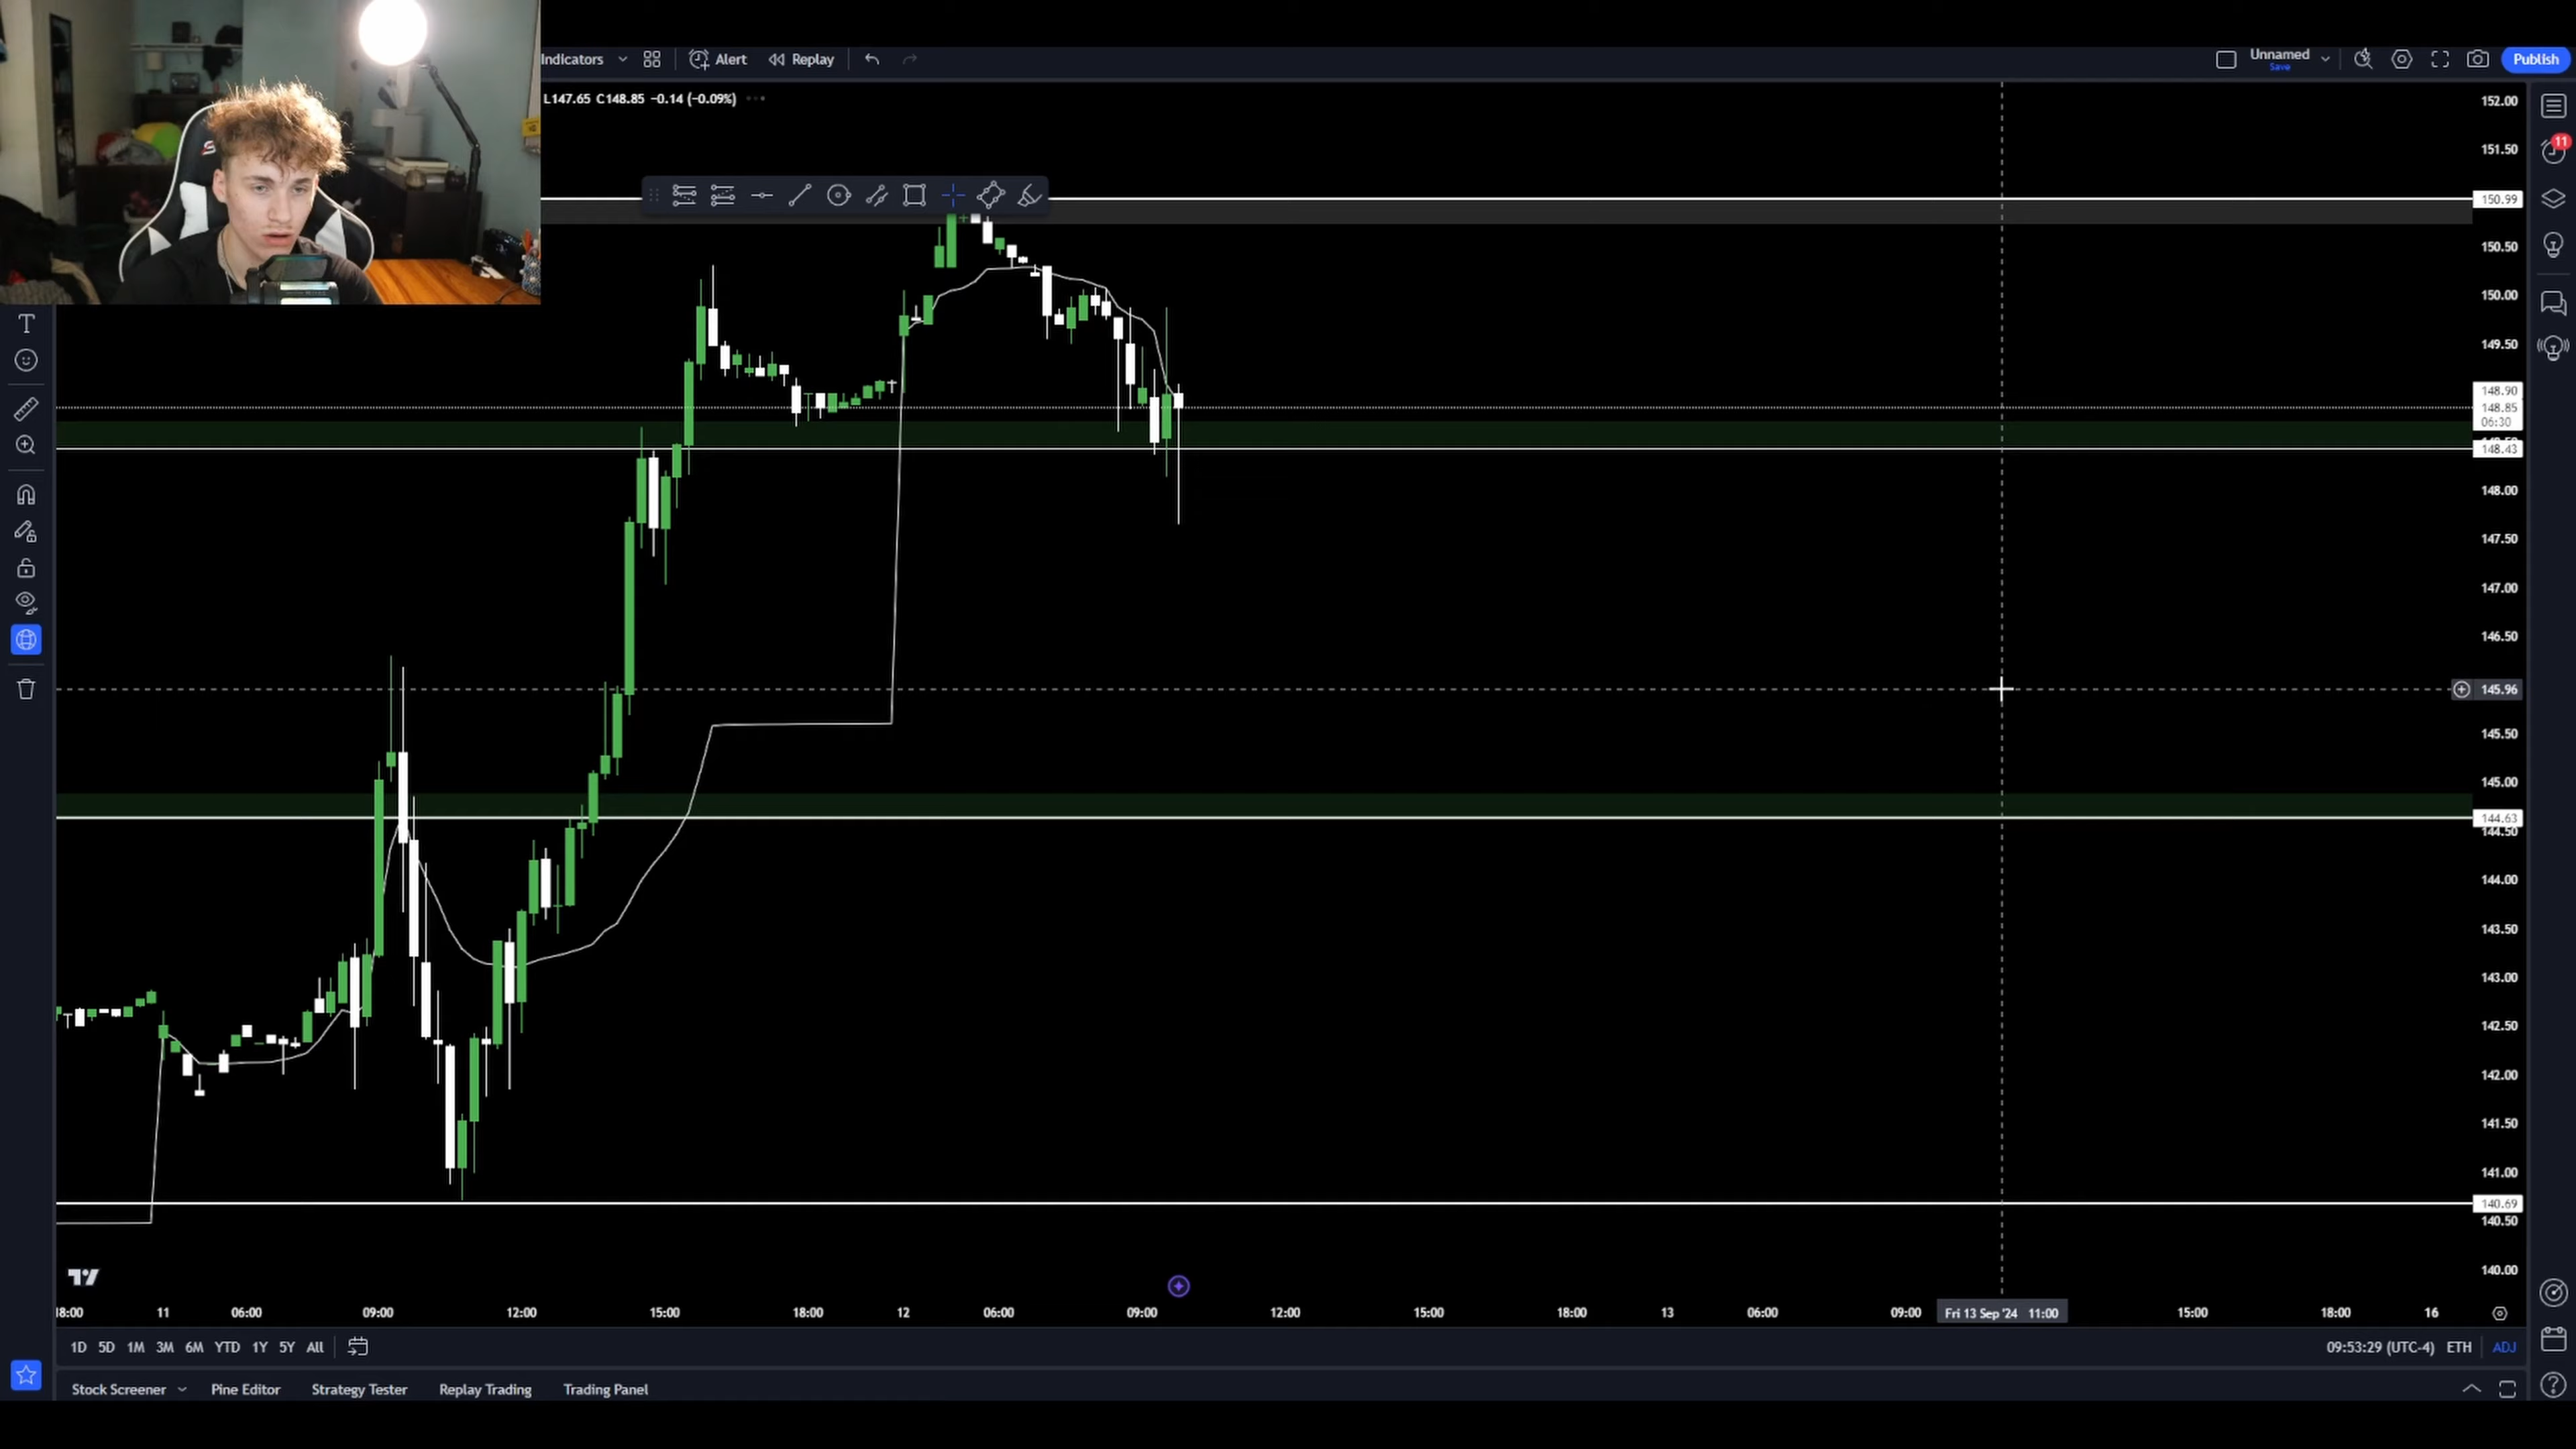 Indicators
Alert
Replay
Unnamed
Save
Publish
L147.65 C148.85 −0.14 (−0.09%)
11
152.00
151.50
150.99
150.50
150.00
149.50
148.90
148.85
06:30
148.43
148.00
147.50
147.00
146.50
145.96
145.50
145.00
144.63
144.50
144.00
143.50
143.00
142.50
142.00
141.50
141.00
140.69
140.50
140.00
T
S
18:00 11 06:00 09:00 12:00 15:00 18:00 12 06:00 09:00 12:00 15:00 18:00 13 06:00 09:00 Fri 13 Sep '24 11:00 15:00 18:00 16
1D 5D 1M 3M 6M YTD 1Y 5Y All
09:53:29 (UTC-4) ETH ADJ
Stock Screener Pine Editor Strategy Tester Replay Trading Trading Panel